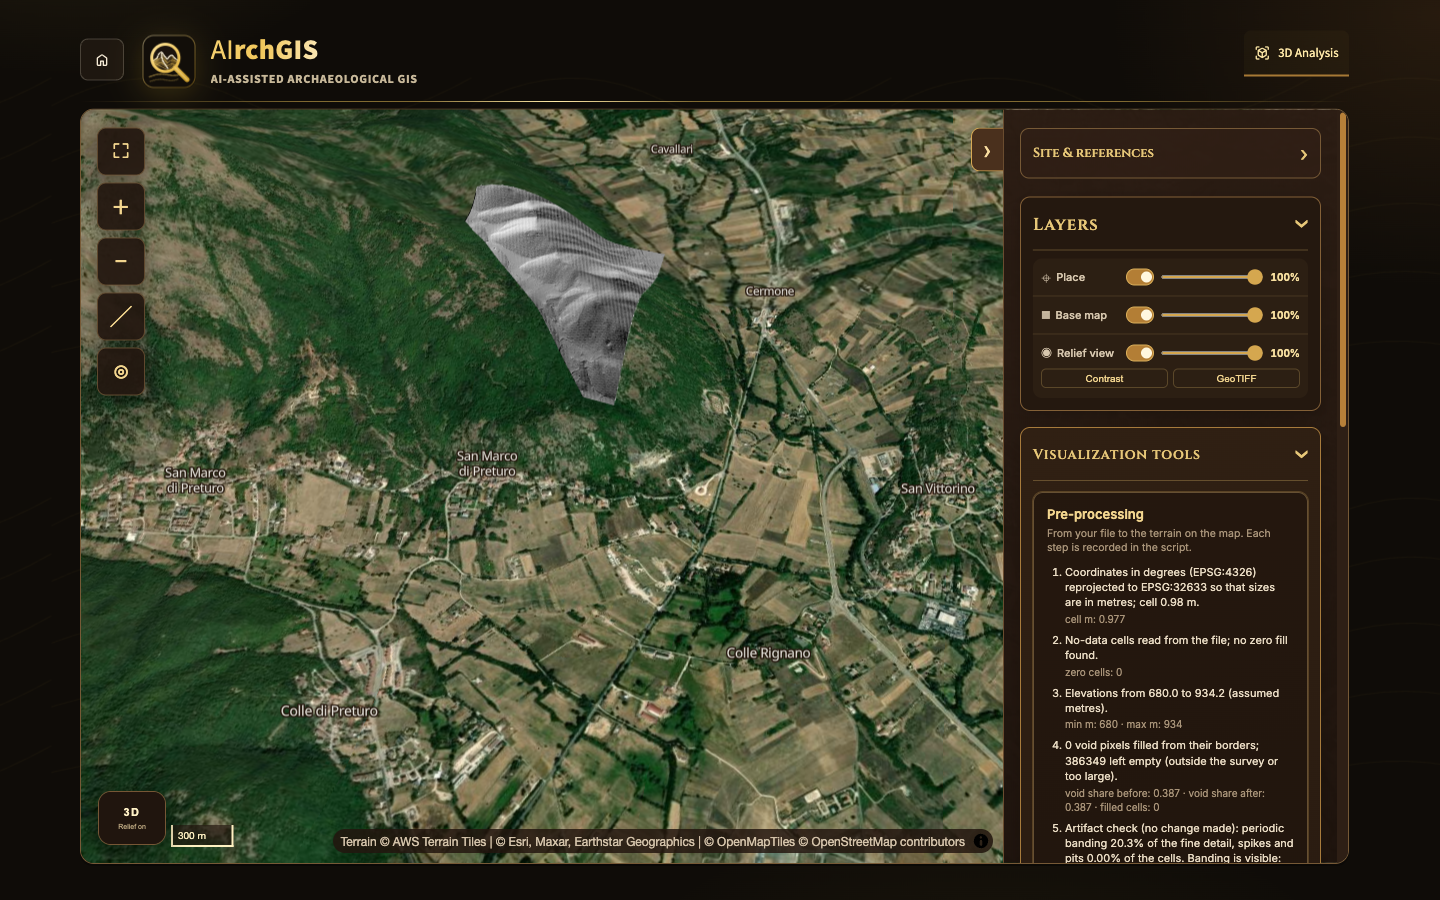 AIrchGIS
AI-ASSISTED ARCHAEOLOGICAL GIS
3D Analysis
Cavallari
Cermone
San Marco
di Preturo
San Marco
di Preturo
San Vittorino
Colle Rignano
Colle di Preturo
3D
Relief on
300 m
Terrain © AWS Terrain Tiles | © Esri, Maxar, Earthstar Geographics | © OpenMapTiles © OpenStreetMap contributors
SITE & REFERENCES
LAYERS
Place 100%
Base map 100%
Relief view 100%
Contrast GeoTIFF
VISUALIZATION TOOLS
Pre-processing
From your file to the terrain on the map. Each
step is recorded in the script.
1. Coordinates in degrees (EPSG:4326)
reprojected to EPSG:32633 so that sizes
are in metres; cell 0.98 m.
cell m: 0.977
2. No-data cells read from the file; no zero fill
found.
zero cells: 0
3. Elevations from 680.0 to 934.2 (assumed
metres).
min m: 680 · max m: 934
4. 0 void pixels filled from their borders;
386349 left empty (outside the survey or
too large).
void share before: 0.387 · void share after:
0.387 · filled cells: 0
5. Artifact check (no change made): periodic
banding 20.3% of the fine detail, spikes and
pits 0.00% of the cells. Banding is visible: